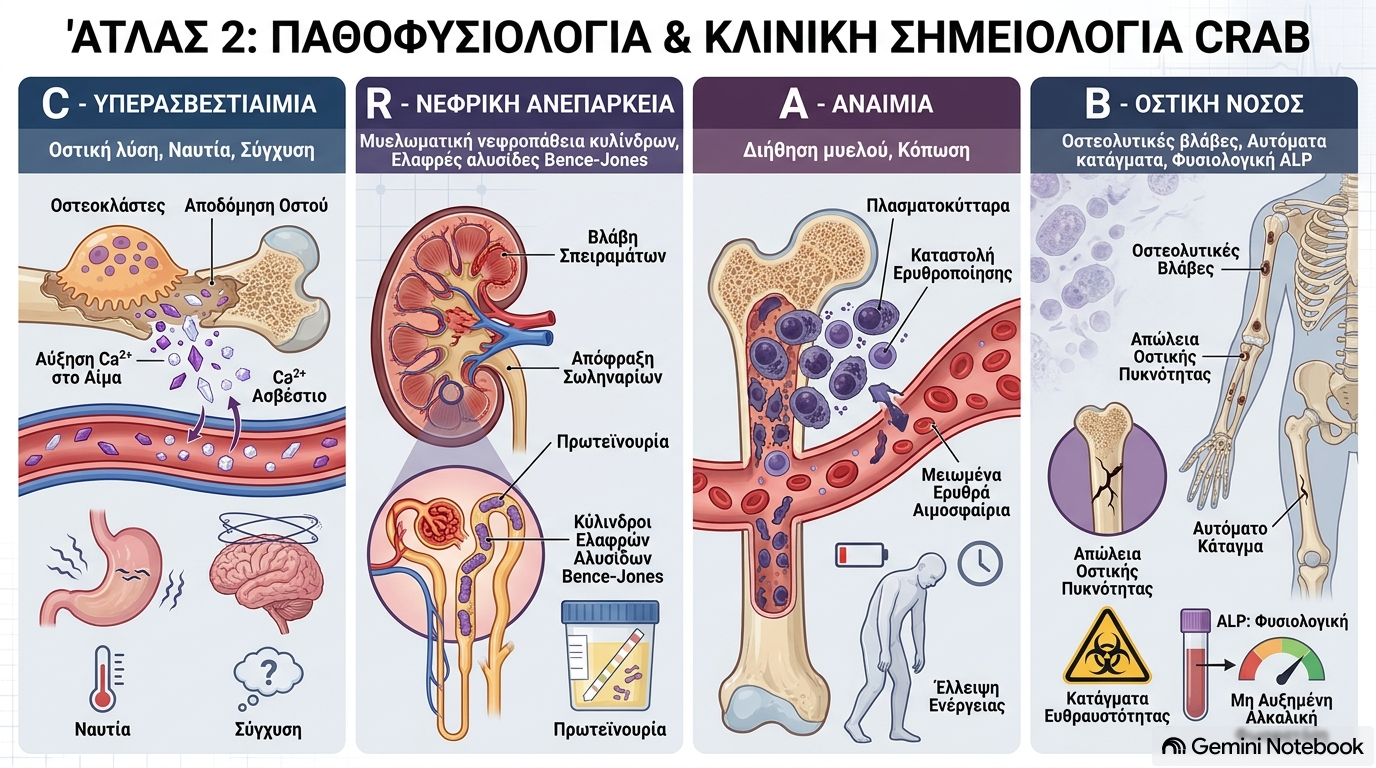 ἈΤΛΑΣ 2: ΠΑΘΟΦΥΣΙΟΛΟΓΙΑ & ΚΛΙΝΙΚΗ ΣΗΜΕΙΟΛΟΓΙΑ CRAB
C - ΥΠΕΡΑΣΒΕΣΤΙΑΙΜΙΑ
Οστική λύση, Ναυτία, Σύγχυση
Οστεοκλάστες
Αποδόμηση Οστού
Αύξηση Ca²⁺
στο Αίμα
Ca²⁺
Ασβέστιο
?
Ναυτία
Σύγχυση
R - ΝΕΦΡΙΚΗ ΑΝΕΠΑΡΚΕΙΑ
Μυελωματική νεφροπάθεια κυλίνδρων,
Ελαφρές αλυσίδες Bence-Jones
Βλάβη
Σπειραμάτων
Απόφραξη
Σωληναρίων
Πρωτεϊνουρία
Κύλινδροι
Ελαφρών
Αλυσίδων
Bence-Jones
Πρωτεϊνουρία
A - ΑΝΑΙΜΙΑ
Διήθηση μυελού, Κόπωση
Πλασματοκύτταρα
Καταστολή
Ερυθροποίησης
Μειωμένα
Ερυθρά
Αιμοσφαίρια
Έλλειψη
Ενέργειας
B - ΟΣΤΙΚΗ ΝΟΣΟΣ
Οστεολυτικές βλάβες, Αυτόματα
κατάγματα, Φυσιολογική ALP
Οστεολυτικές
Βλάβες
Απώλεια
Οστικής
Πυκνότητας
Αυτόματο
Κάταγμα
Απώλεια
Οστικής
Πυκνότητας
ALP: Φυσιολογική
Κατάγματα
Ευθραυστότητας
Μη Αυξημένη
Αλκαλική
Gemini Notebook